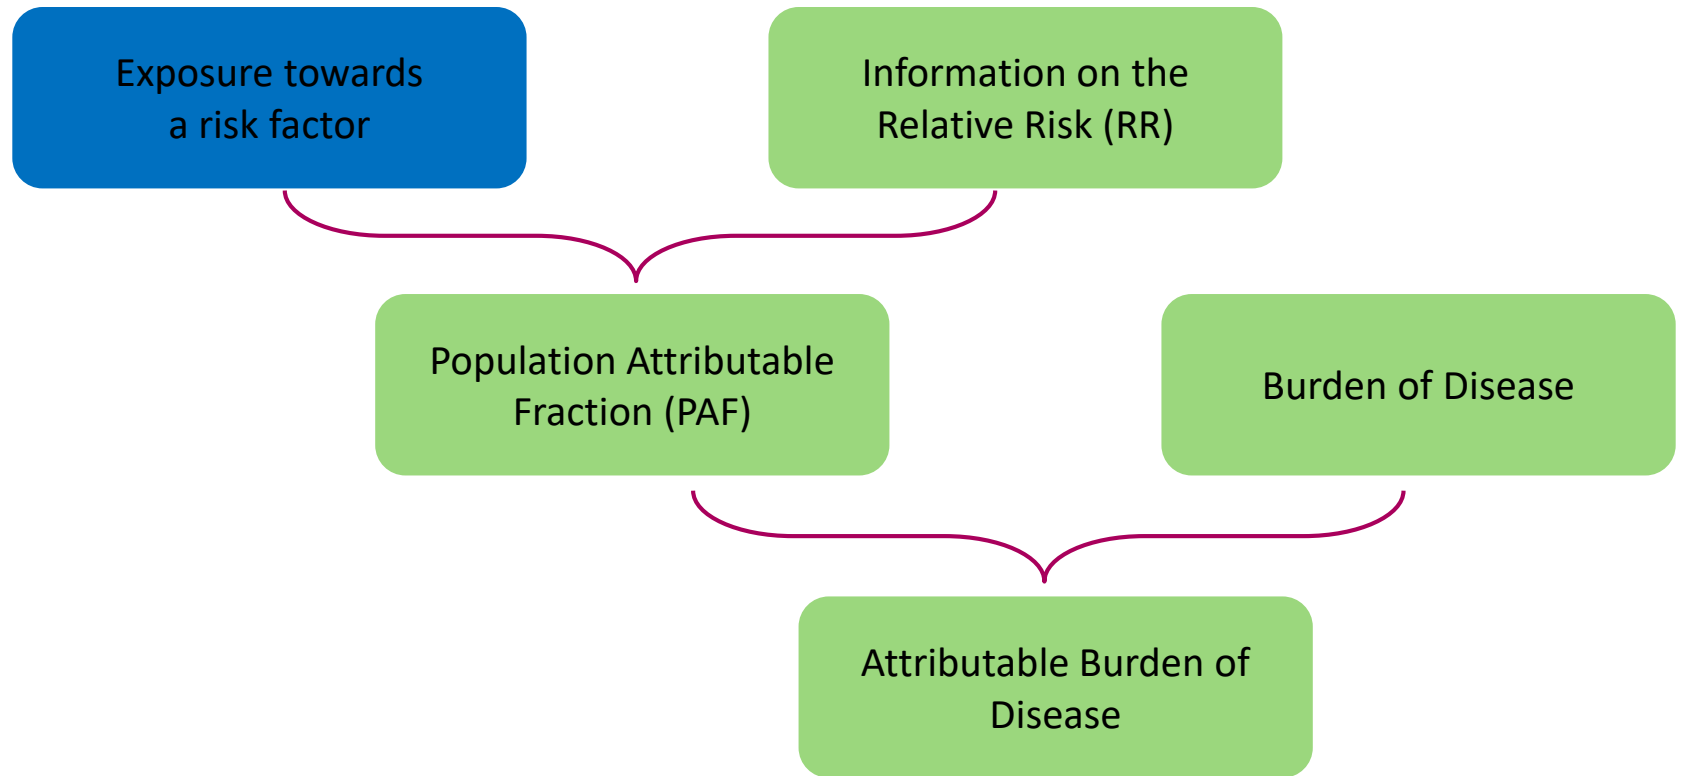 Exposure towards
a risk factor
Information on the
Relative Risk (RR)
Population Attributable
Fraction (PAF)
Burden of Disease
Attributable Burden of
Disease